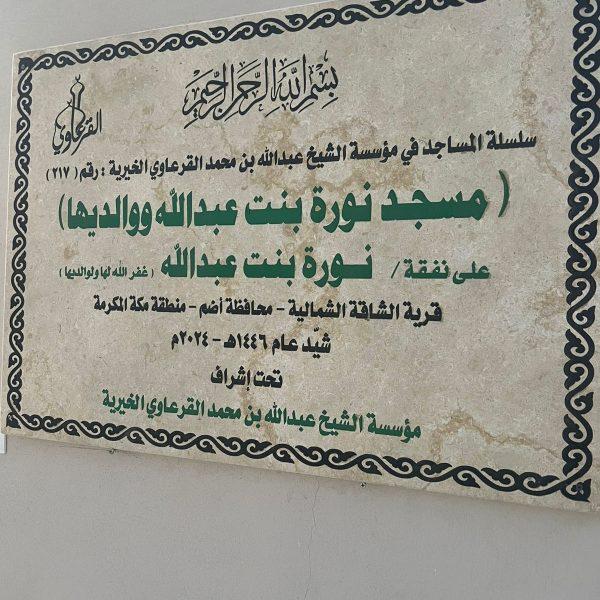 بسم الله الرحمن الرحيم
القرعاوي
سلسلة المساجد في مؤسسة الشيخ عبدالله بن محمد القرعاوي الخيرية : رقم ( ٢١٧ )
( مسجد نورة بنت عبدالله ووالديها )
على نفقة / نورة بنت عبدالله ( غفر الله لها ولوالديها )
قرية الشاقة الشمالية - محافظة أضم - منطقة مكة المكرمة
شيّد عام ١٤٤٦هـ - ٢٠٢٤م
تحت إشراف
مؤسسة الشيخ عبدالله بن محمد القرعاوي الخيرية